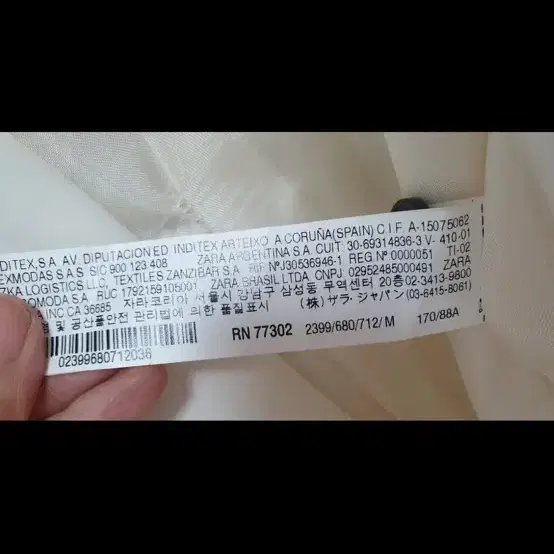 DITEX,S.A. AV. DIPUTACION ED. INDITEX ARTEIXO A CORUÑA(SPAIN) C.I.F. A-15075062
EXMODAS S A S SIC 900 123 408 ZARA ARGENTINA S.A. CUIT: 30-69314836-3 V- 410-01
ZKA LOGISTICS LLC, TEXTILES ZANZIBAR S A RIF NºJ30536946-1 REG Nº 0000051 TI-02
OMODA S.A. RUC 1792159105001 ZARA BRASIL LTDA. CNPJ: 02952485000491 ZARA
INC CA 36685 자라코리아 서울시 강남구 삼성동 무역센터 20층 02-3413-9800
및 공산품안전 관리법에 의한 품질표시 (株) ザラ・ジャパン (03-6415-8061)
02399680712036 RN 77302 2399/680/712/ M 170/88A